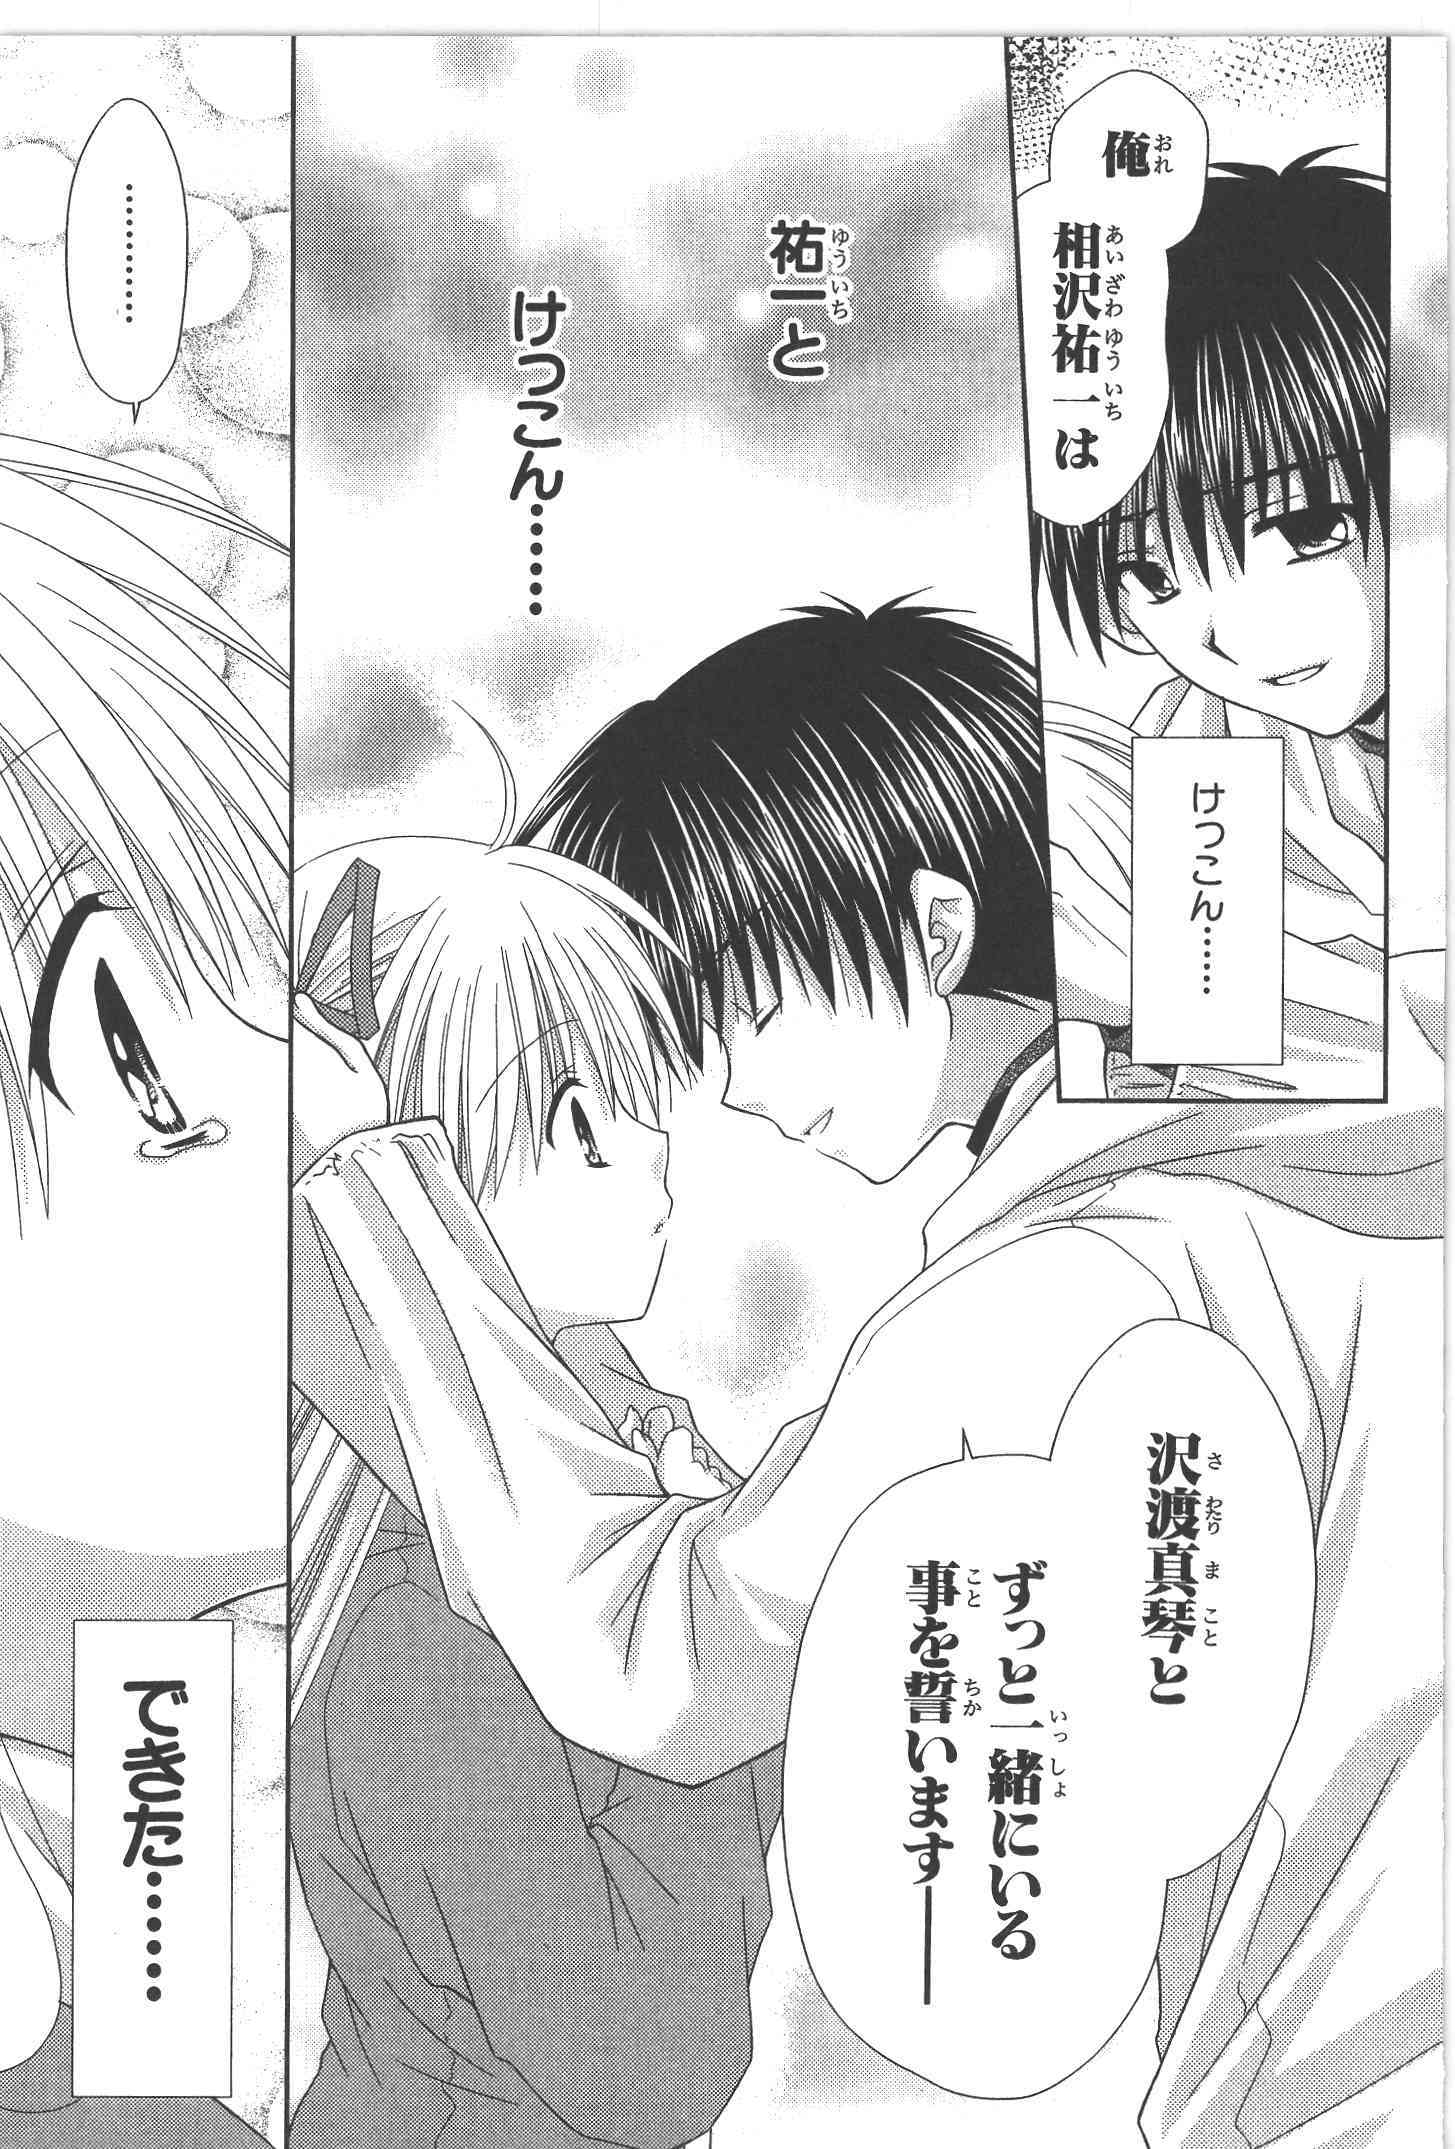 俺
相沢祐一は
けっこん……
沢渡真琴と
ずっと一緒にいる
事を誓います――
祐一と
けっこん………
…………
できた……